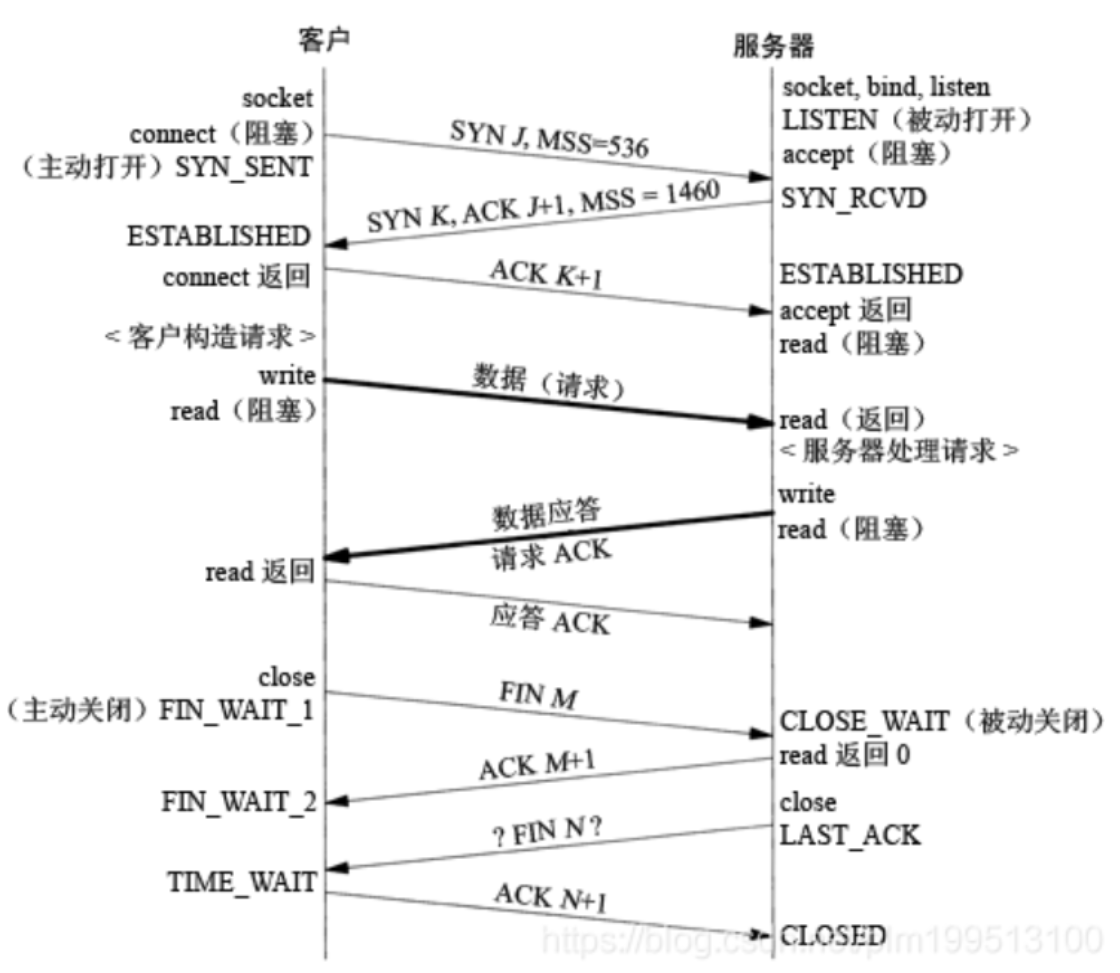 客户
服务器
socket
socket, bind, listen
connect（阻塞）
LISTEN（被动打开）
SYN J, MSS=536
（主动打开）SYN_SENT
accept（阻塞）
SYN_RCVD
SYN K, ACK J+1, MSS = 1460
ESTABLISHED
connect 返回
ACK K+1
ESTABLISHED
accept 返回
< 客户构造请求 >
read（阻塞）
write
数据（请求）
read（阻塞）
read（返回）
< 服务器处理请求 >
write
数据应答
read（阻塞）
请求 ACK
read 返回
应答 ACK
close
FIN M
（主动关闭）FIN_WAIT_1
CLOSE_WAIT（被动关闭）
read 返回 0
ACK M+1
FIN_WAIT_2
close
? FIN N ?
LAST_ACK
TIME_WAIT
ACK N+1
CLOSED